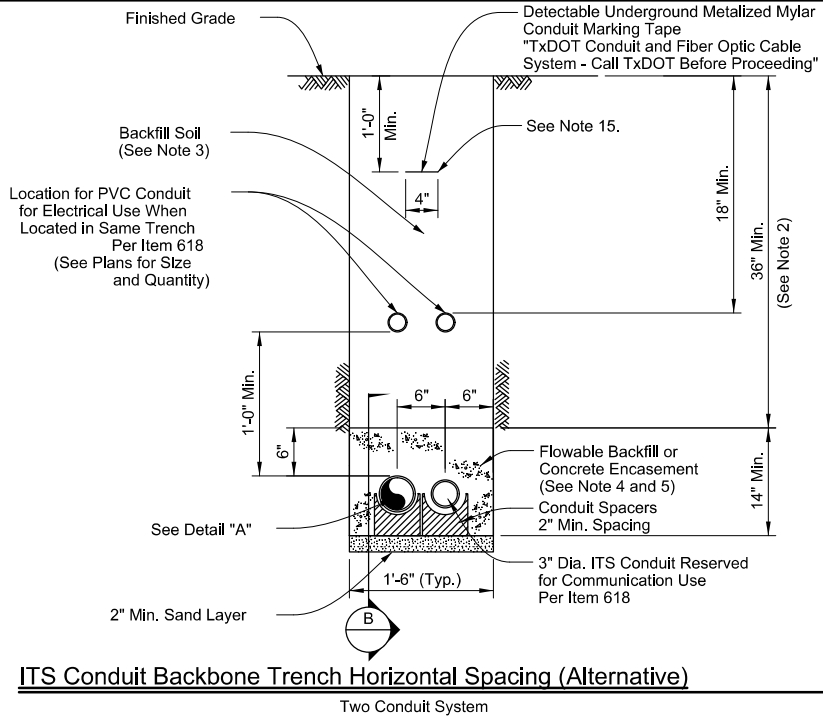 Finished Grade
Detectable Underground Metalized Mylar
Conduit Marking Tape
"TxDOT Conduit and Fiber Optic Cable
System - Call TxDOT Before Proceeding"
1'-0"
Min.
Backfill Soil
(See Note 3)
See Note 15.
4"
18" Min.
36" Min.
(See Note 2)
Location for PVC Conduit
for Electrical Use When
Located in Same Trench
Per Item 618
(See Plans for SIze
and Quantity)
1'-0" Min.
6"
6"
6"
Flowable Backfill or
Concrete Encasement
(See Note 4 and 5)
14" Min.
Conduit Spacers
2" Min. Spacing
See Detail "A"
3" Dia. ITS Conduit Reserved
for Communication Use
Per Item 618
1'-6" (Typ.)
2" Min. Sand Layer
B
ITS Conduit Backbone Trench Horizontal Spacing (Alternative)
Two Conduit System